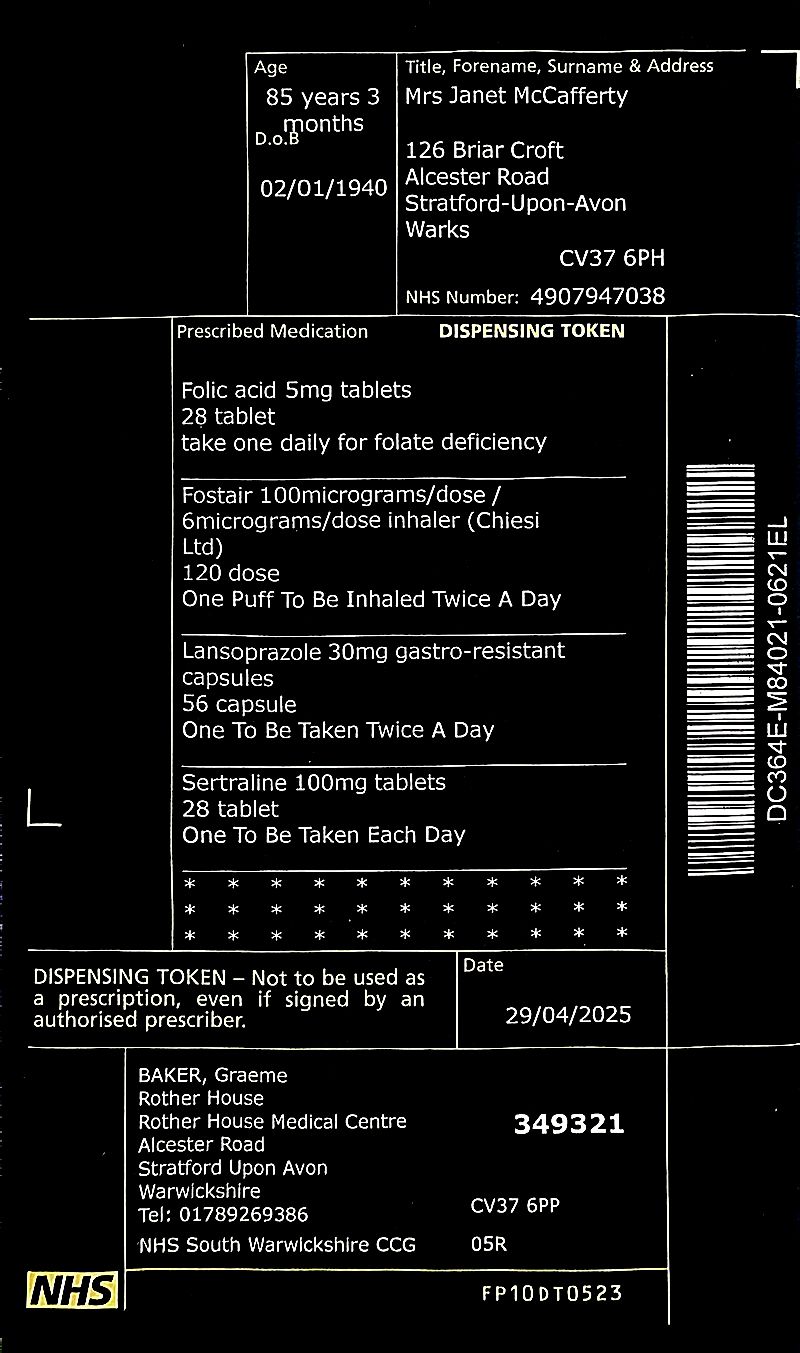 Age
85 years 3
months
D.o.B
02/01/1940
Title, Forename, Surname & Address
Mrs Janet McCafferty
126 Briar Croft
Alcester Road
Stratford-Upon-Avon
Warks
CV37 6PH
NHS Number: 4907947038
Prescribed Medication
DISPENSING TOKEN
Folic acid 5mg tablets
28 tablet
take one daily for folate deficiency
Fostair 100micrograms/dose /
6micrograms/dose inhaler (Chiesi
Ltd)
120 dose
One Puff To Be Inhaled Twice A Day
Lansoprazole 30mg gastro-resistant
capsules
56 capsule
One To Be Taken Twice A Day
Sertraline 100mg tablets
28 tablet
One To Be Taken Each Day
* * * * * * * * * * *
* * * * * * * * * * *
* * * * * * * * * * *
DC364E-M84021-0621EL
DISPENSING TOKEN – Not to be used as
a prescription, even if signed by an
authorised prescriber.
Date
29/04/2025
BAKER, Graeme
Rother House
Rother House Medical Centre
Alcester Road
Stratford Upon Avon
Warwickshire
Tel: 01789269386
NHS South Warwickshire CCG
349321
CV37 6PP
05R
NHS
FP10DT0523